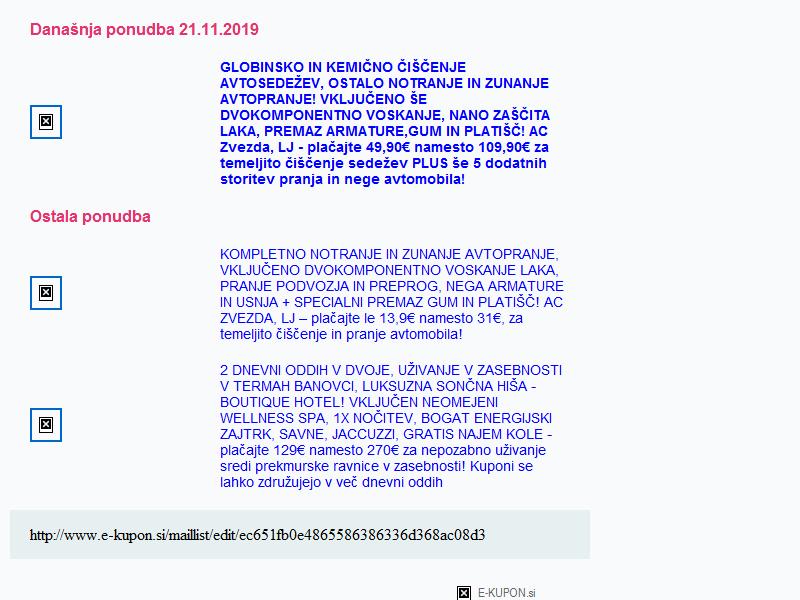 Današnja ponudba 21.11.2019
GLOBINSKO IN KEMIČNO ČIŠČENJE
AVTOSEDEŽEV, OSTALO NOTRANJE IN ZUNANJE
AVTOPRANJE! VKLJUČENO ŠE
DVOKOMPONENTNO VOSKANJE, NANO ZAŠČITA
LAKA, PREMAZ ARMATURE,GUM IN PLATIŠČ! AC
Zvezda, LJ - plačajte 49,90€ namesto 109,90€ za
temeljito čiščenje sedežev PLUS še 5 dodatnih
storitev pranja in nege avtomobila!
Ostala ponudba
KOMPLETNO NOTRANJE IN ZUNANJE AVTOPRANJE,
VKLJUČENO DVOKOMPONENTNO VOSKANJE LAKA,
PRANJE PODVOZJA IN PREPROG, NEGA ARMATURE
IN USNJA + SPECIALNI PREMAZ GUM IN PLATIŠČ! AC
ZVEZDA, LJ – plačajte le 13,9€ namesto 31€, za
temeljito čiščenje in pranje avtomobila!
2 DNEVNI ODDIH V DVOJE, UŽIVANJE V ZASEBNOSTI
V TERMAH BANOVCI, LUKSUZNA SONČNA HIŠA -
BOUTIQUE HOTEL! VKLJUČEN NEOMEJENI
WELLNESS SPA, 1X NOČITEV, BOGAT ENERGIJSKI
ZAJTRK, SAVNE, JACCUZZI, GRATIS NAJEM KOLE -
plačajte 129€ namesto 270€ za nepozabno uživanje
sredi prekmurske ravnice v zasebnosti! Kuponi se
lahko združujejo v več dnevni oddih
http://www.e-kupon.si/maillist/edit/ec651fb0e4865586386336d368ac08d3
E-KUPON.si